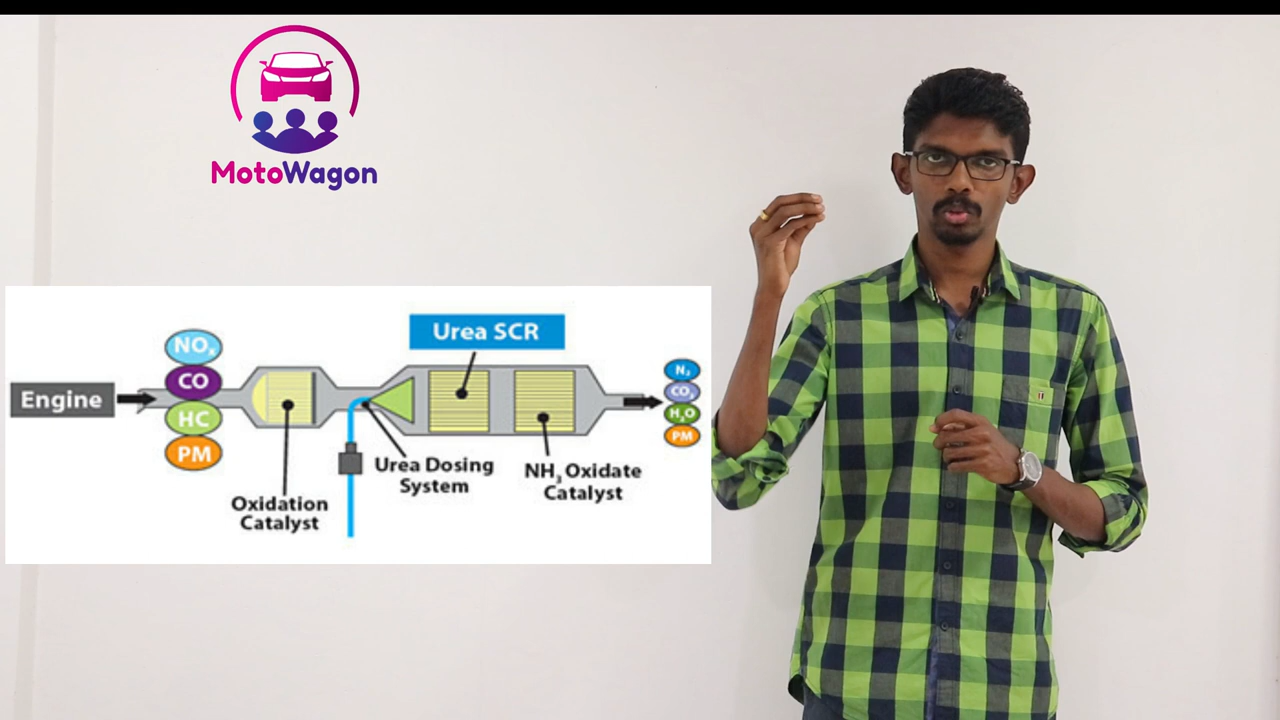 MotoWagon
Urea SCR
NOx
CO
HC
PM
Engine
N₂
CO₂
H₂O
PM
Urea Dosing
System
NH₃ Oxidate
Catalyst
Oxidation
Catalyst